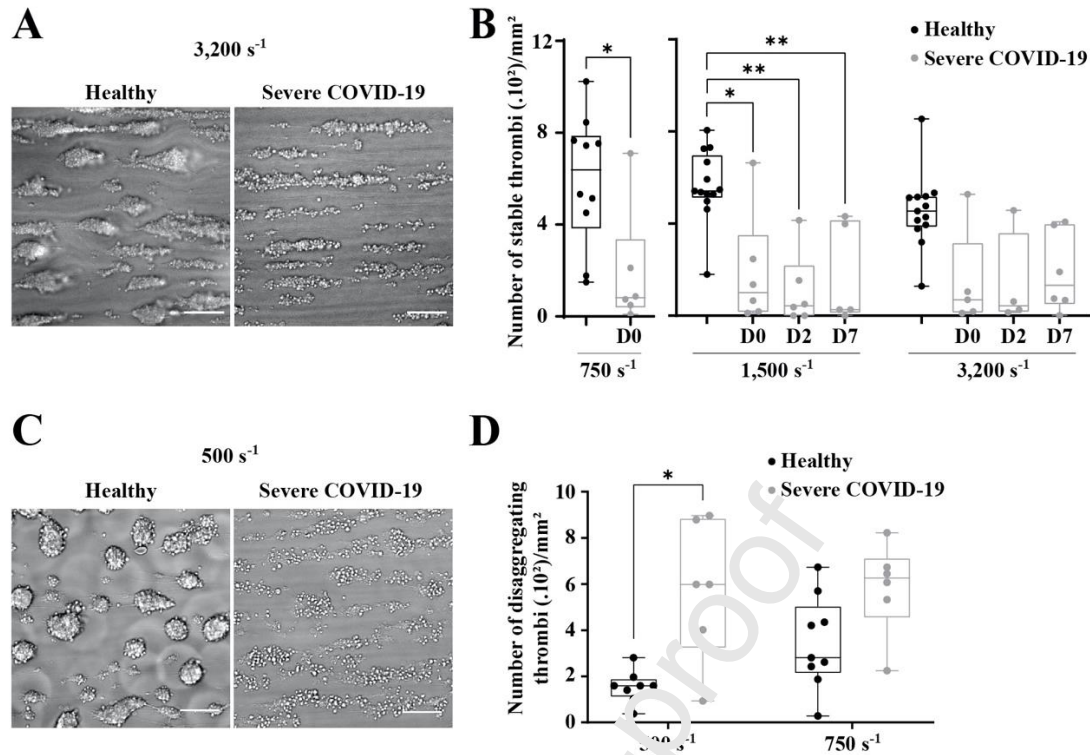 A
3,200 s⁻¹
Healthy
Severe COVID-19
B
Healthy
Severe COVID-19
Number of stable thrombi (.10²)/mm²
12
8
4
0
*
*
**
**
D0
D0
D2
D7
D0
D2
D7
750 s⁻¹
1,500 s⁻¹
3,200 s⁻¹
C
500 s⁻¹
Healthy
Severe COVID-19
D
Healthy
Severe COVID-19
Number of disaggregating
thrombi (.10²)/mm²
10
8
6
4
2
0
*
500 s⁻¹
750 s⁻¹
proof